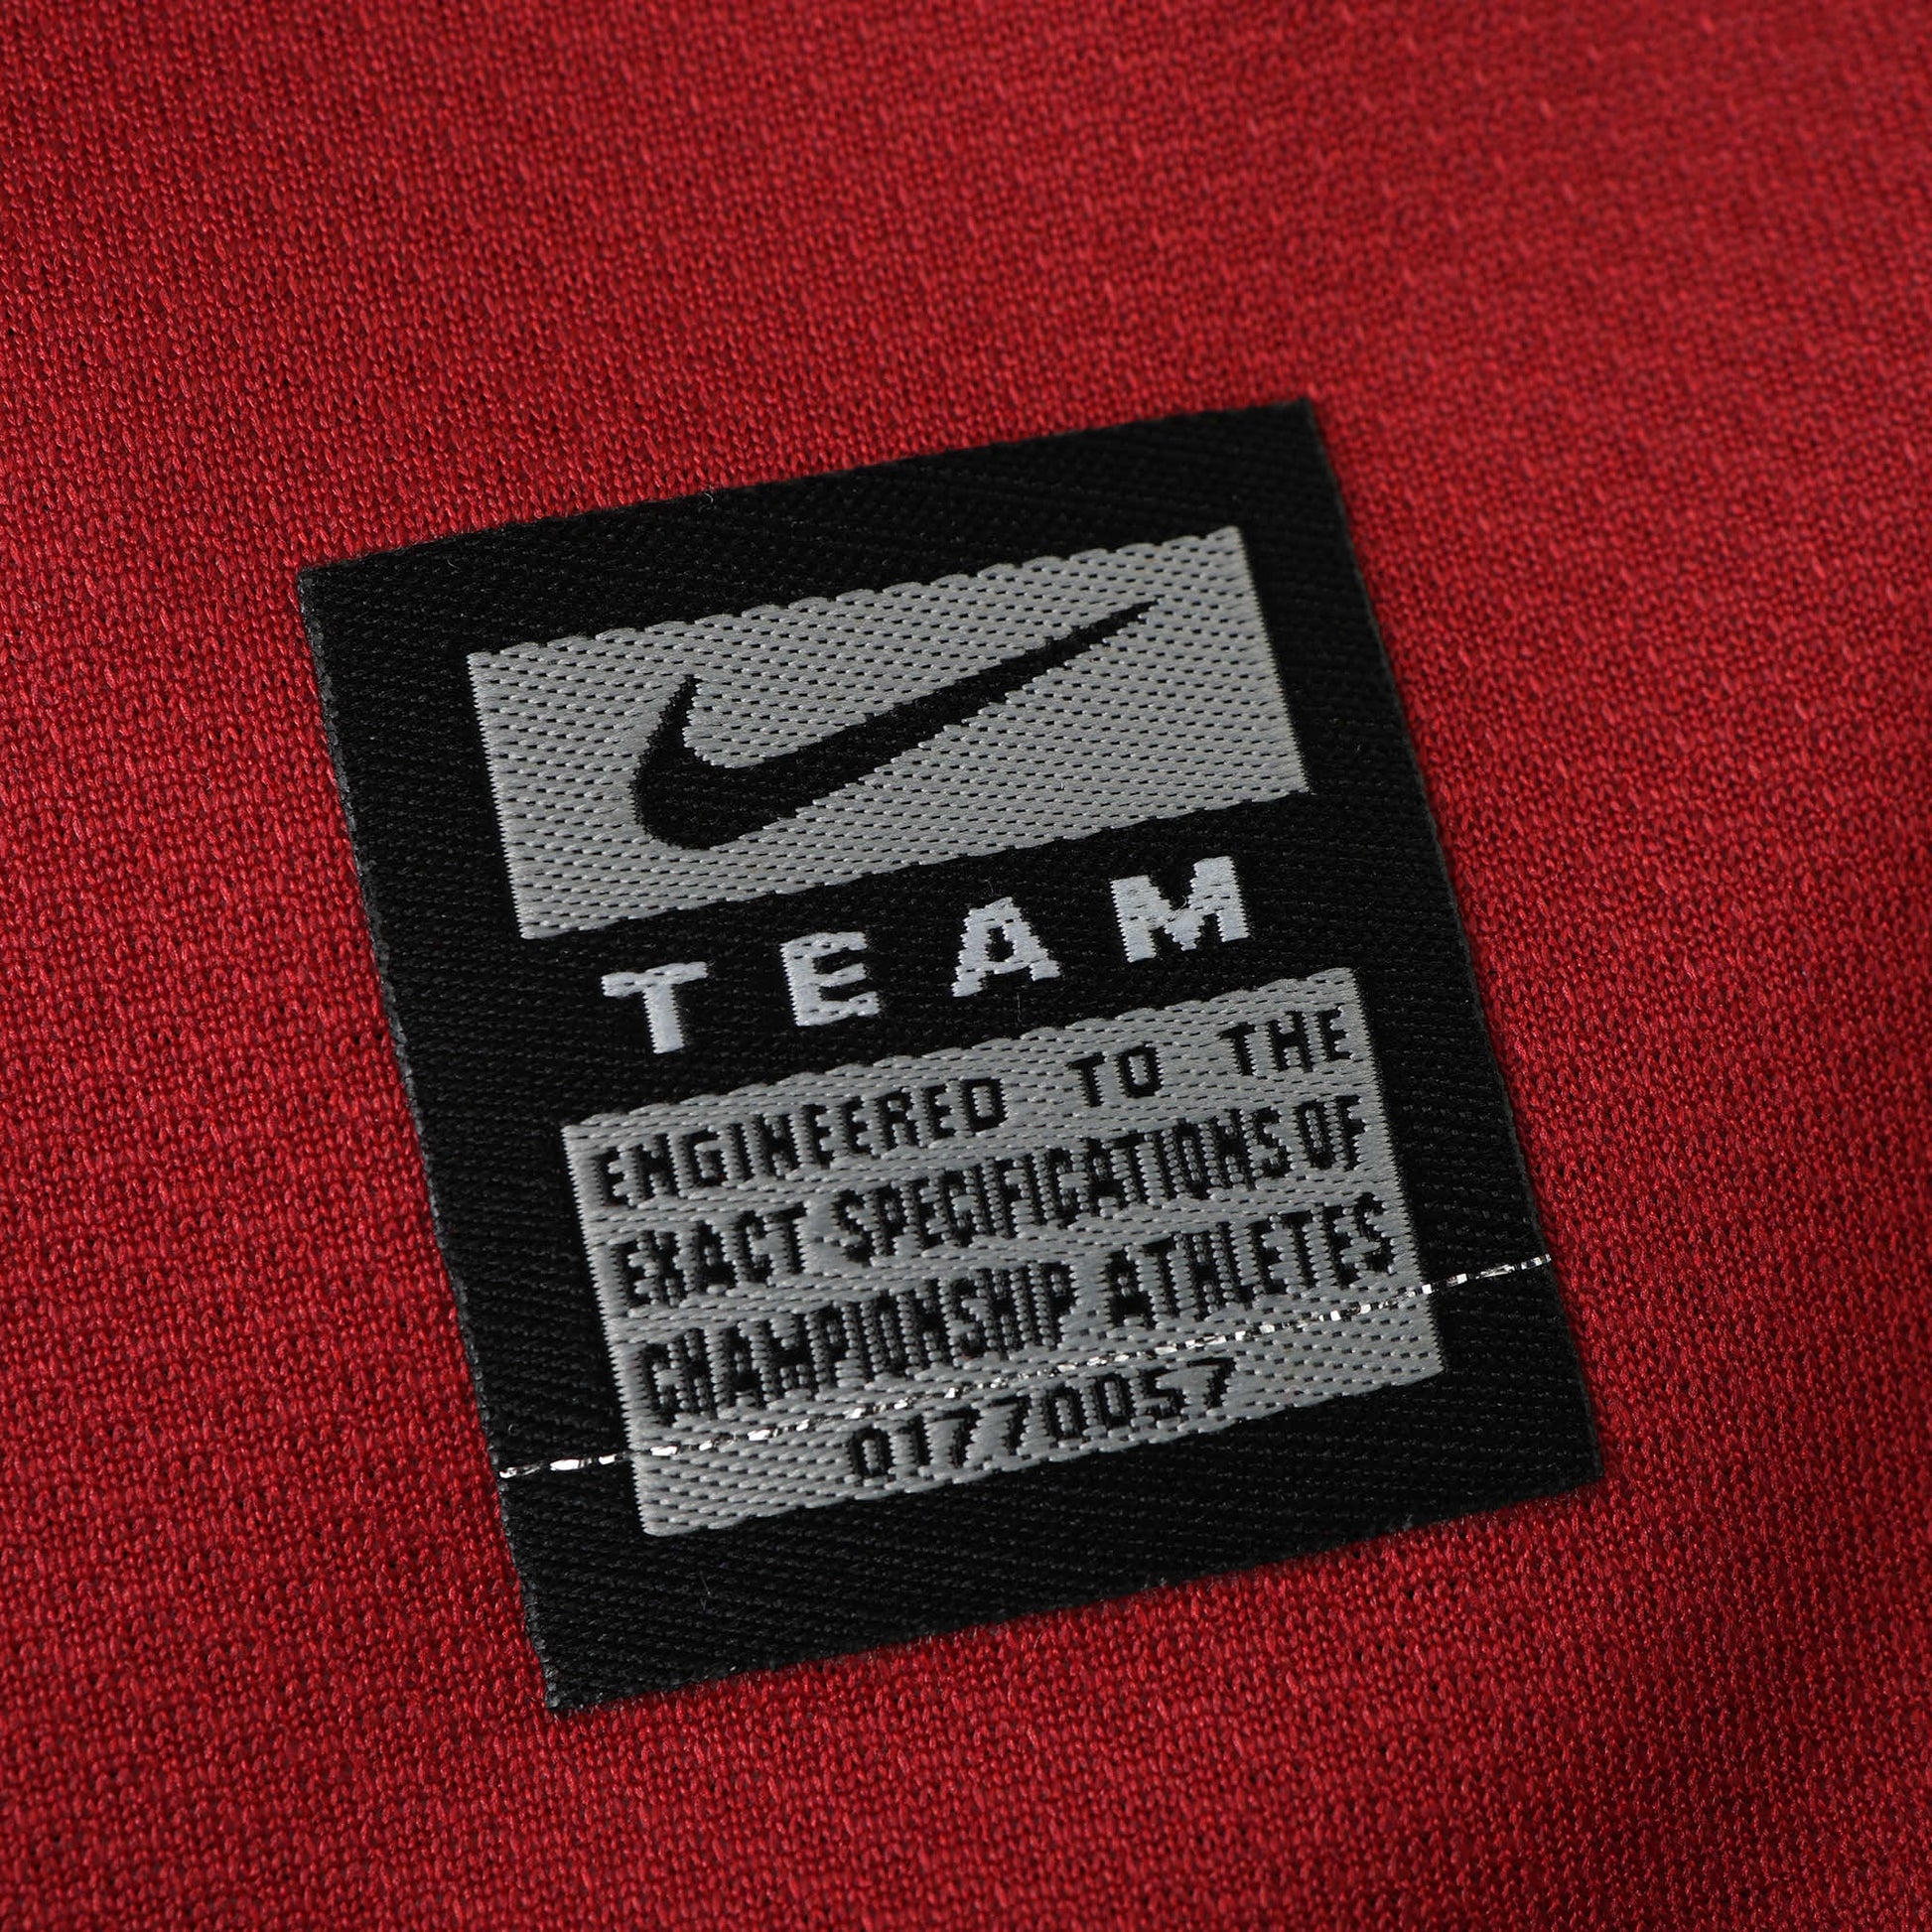 TEAM
ENGINEERED TO THE
EXACT SPECIFICATIONS OF
CHAMPIONSHIP ATHLETES
01770057